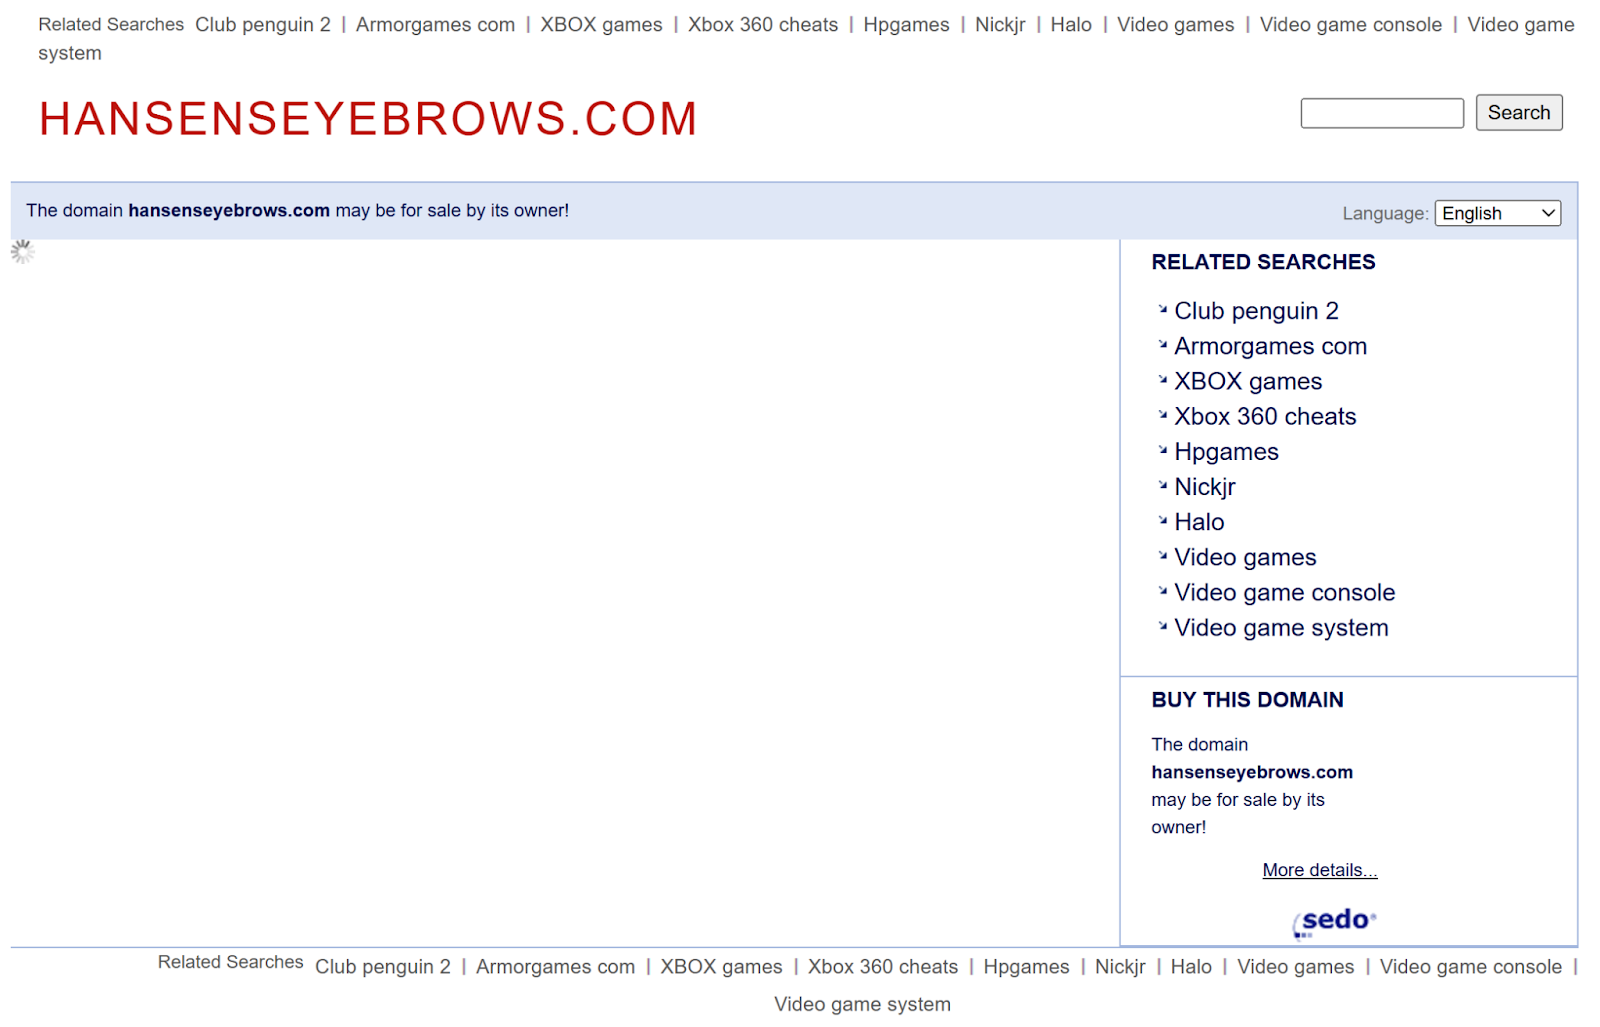 Related Searches Club penguin 2 | Armorgames com | XBOX games | Xbox 360 cheats | Hpgames | Nickjr | Halo | Video games | Video game console | Video game
system
HANSENSEYEBROWS.COM
Search
The domain hansenseyebrows.com may be for sale by its owner!
Language: English
RELATED SEARCHES
Club penguin 2
Armorgames com
XBOX games
Xbox 360 cheats
Hpgames
Nickjr
Halo
Video games
Video game console
Video game system
BUY THIS DOMAIN
The domain
hansenseyebrows.com
may be for sale by its
owner!
More details...
sedo®
Related Searches Club penguin 2 | Armorgames com | XBOX games | Xbox 360 cheats | Hpgames | Nickjr | Halo | Video games | Video game console |
Video game system